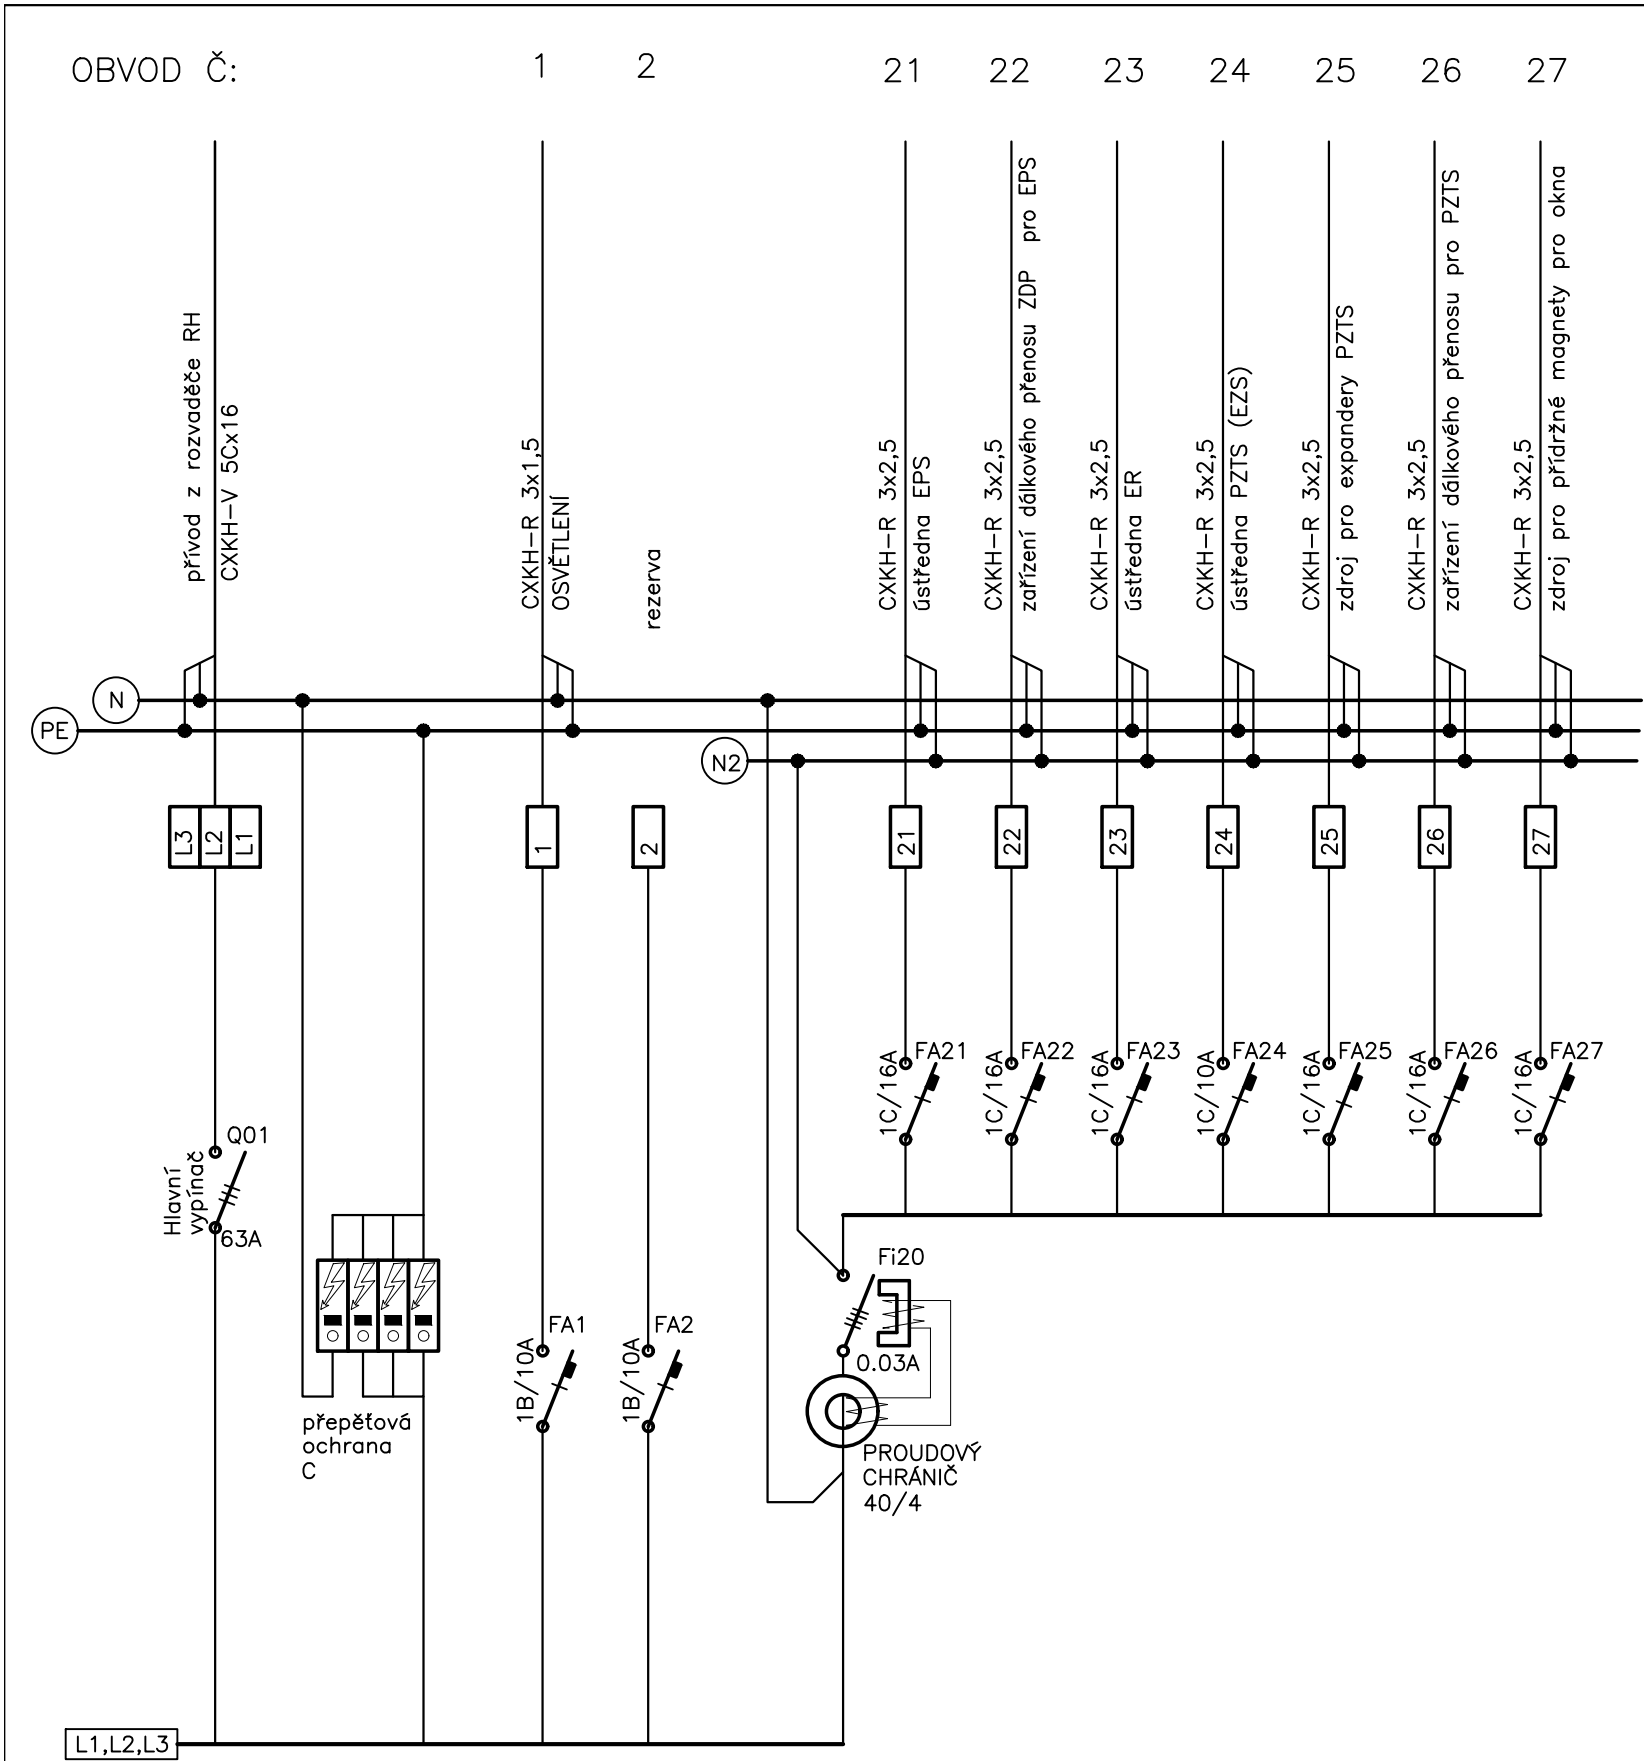 OBVOD Č:
1
2
21
22
23
24
25
26
27
přívod z rozvaděče RH
CXKH-V 5Cx16
CXKH-R 3x1,5
OSVĚTLENÍ
rezerva
CXKH-R 3x2,5
ústředna EPS
CXKH-R 3x2,5
zařízení dálkového přenosu ZDP pro EPS
CXKH-R 3x2,5
ústředna ER
CXKH-R 3x2,5
ústředna PZTS (EZS)
CXKH-R 3x2,5
zdroj pro expandery PZTS
CXKH-R 3x2,5
zařízení dálkového přenosu pro PZTS
CXKH-R 3x2,5
zdroj pro přídržné magnety pro okna
N
PE
N2
L3
L2
L1
1
2
21
22
23
24
25
26
27
1C/16A
FA21
1C/16A
FA22
1C/16A
FA23
1C/10A
FA24
1C/16A
FA25
1C/16A
FA26
1C/16A
FA27
Q01
Hlavní
vypínač
63A
Fi20
0.03A
1B/10A
FA1
1B/10A
FA2
přepěťová
ochrana
C
PROUDOVÝ
CHRÁNIČ
40/4
L1,L2,L3